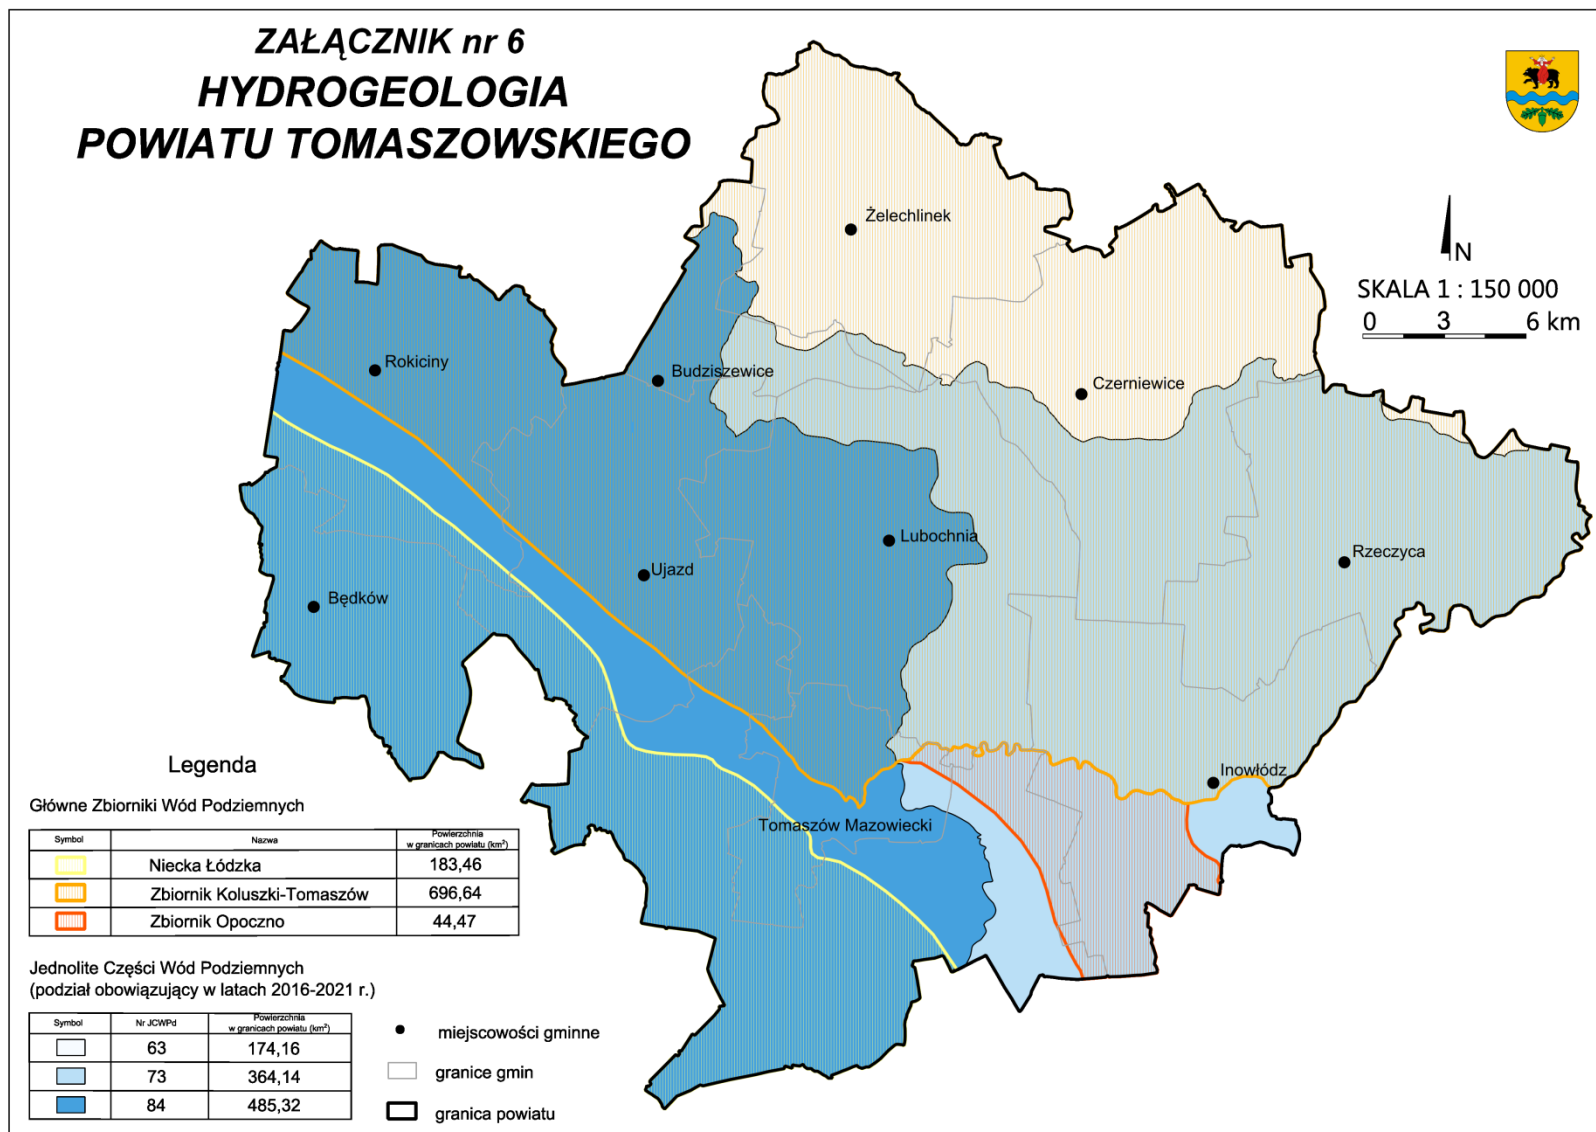 ZAŁĄCZNIK nr 6
HYDROGEOLOGIA
POWIATU TOMASZOWSKIEGO
N
SKALA 1 : 150 000
0 3 6 km
Żelechlinek
Rokiciny
Budziszewice
Czerniewice
Lubochnia
Rzeczyca
Ujazd
Będków
Inowłódz
Tomaszów Mazowiecki
Legenda
Główne Zbiorniki Wód Podziemnych
Symbol Nazwa Powierzchnia
w granicach powiatu (km²)
Niecka Łódzka 183,46
Zbiornik Koluszki-Tomaszów 696,64
Zbiornik Opoczno 44,47
Jednolite Części Wód Podziemnych
(podział obowiązujący w latach 2016-2021 r.)
Symbol Nr JCWPd Powierzchnia
w granicach powiatu (km²)
63 174,16
73 364,14
84 485,32
miejscowości gminne
granice gmin
granica powiatu